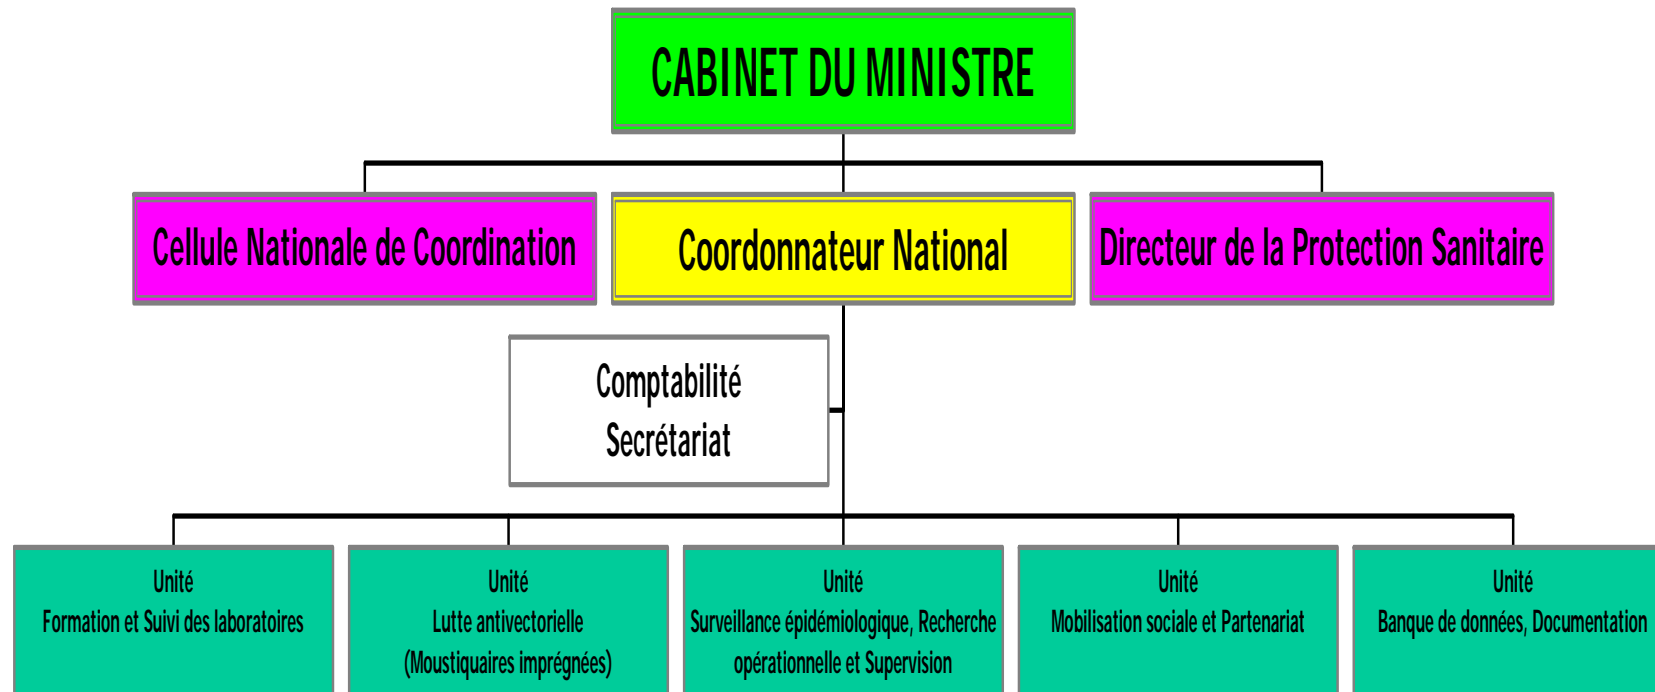 CABINET DU MINISTRE
Cellule Nationale de Coordination
Coordonnateur National
Directeur de la Protection Sanitaire
Comptabilité
Secrétariat
Unité
Formation et Suivi des laboratoires
Unité
Lutte antivectorielle
(Moustiquaires imprégnées)
Unité
Surveillance épidémiologique, Recherche
opérationnelle et Supervision
Unité
Mobilisation sociale et Partenariat
Unité
Banque de données, Documentation